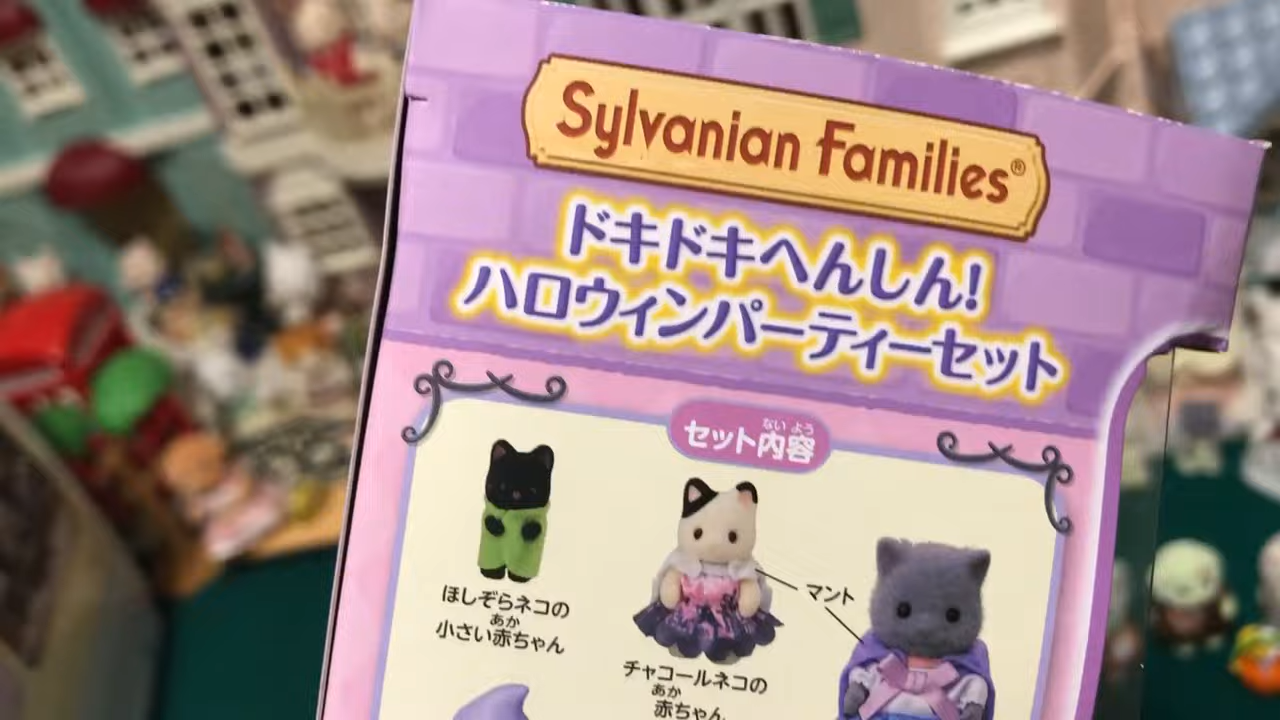 Sylvanian Families®
ドキドキへんしん!
ハロウィンパーティーセット
ない よう
セット内容
マント
ほしぞらネコの
あか
小さい赤ちゃん
チャコールネコの
あか
赤ちゃん